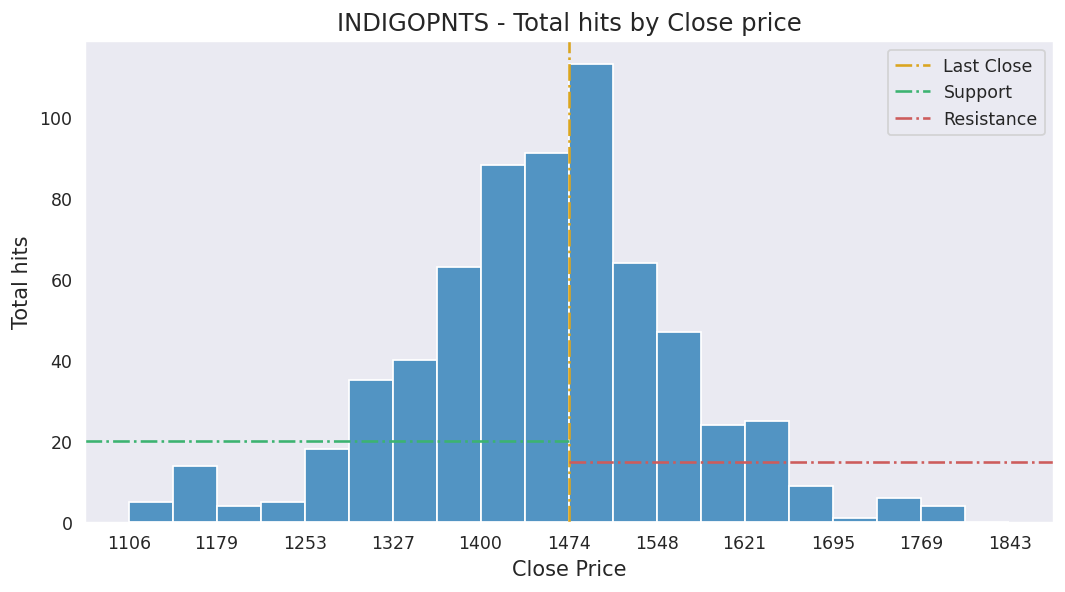 INDIGOPNTS - Total hits by Close price
Last Close
Support
Resistance
Total hits
100
80
60
40
20
0
1106 1179 1253 1327 1400 1474 1548 1621 1695 1769 1843
Close Price